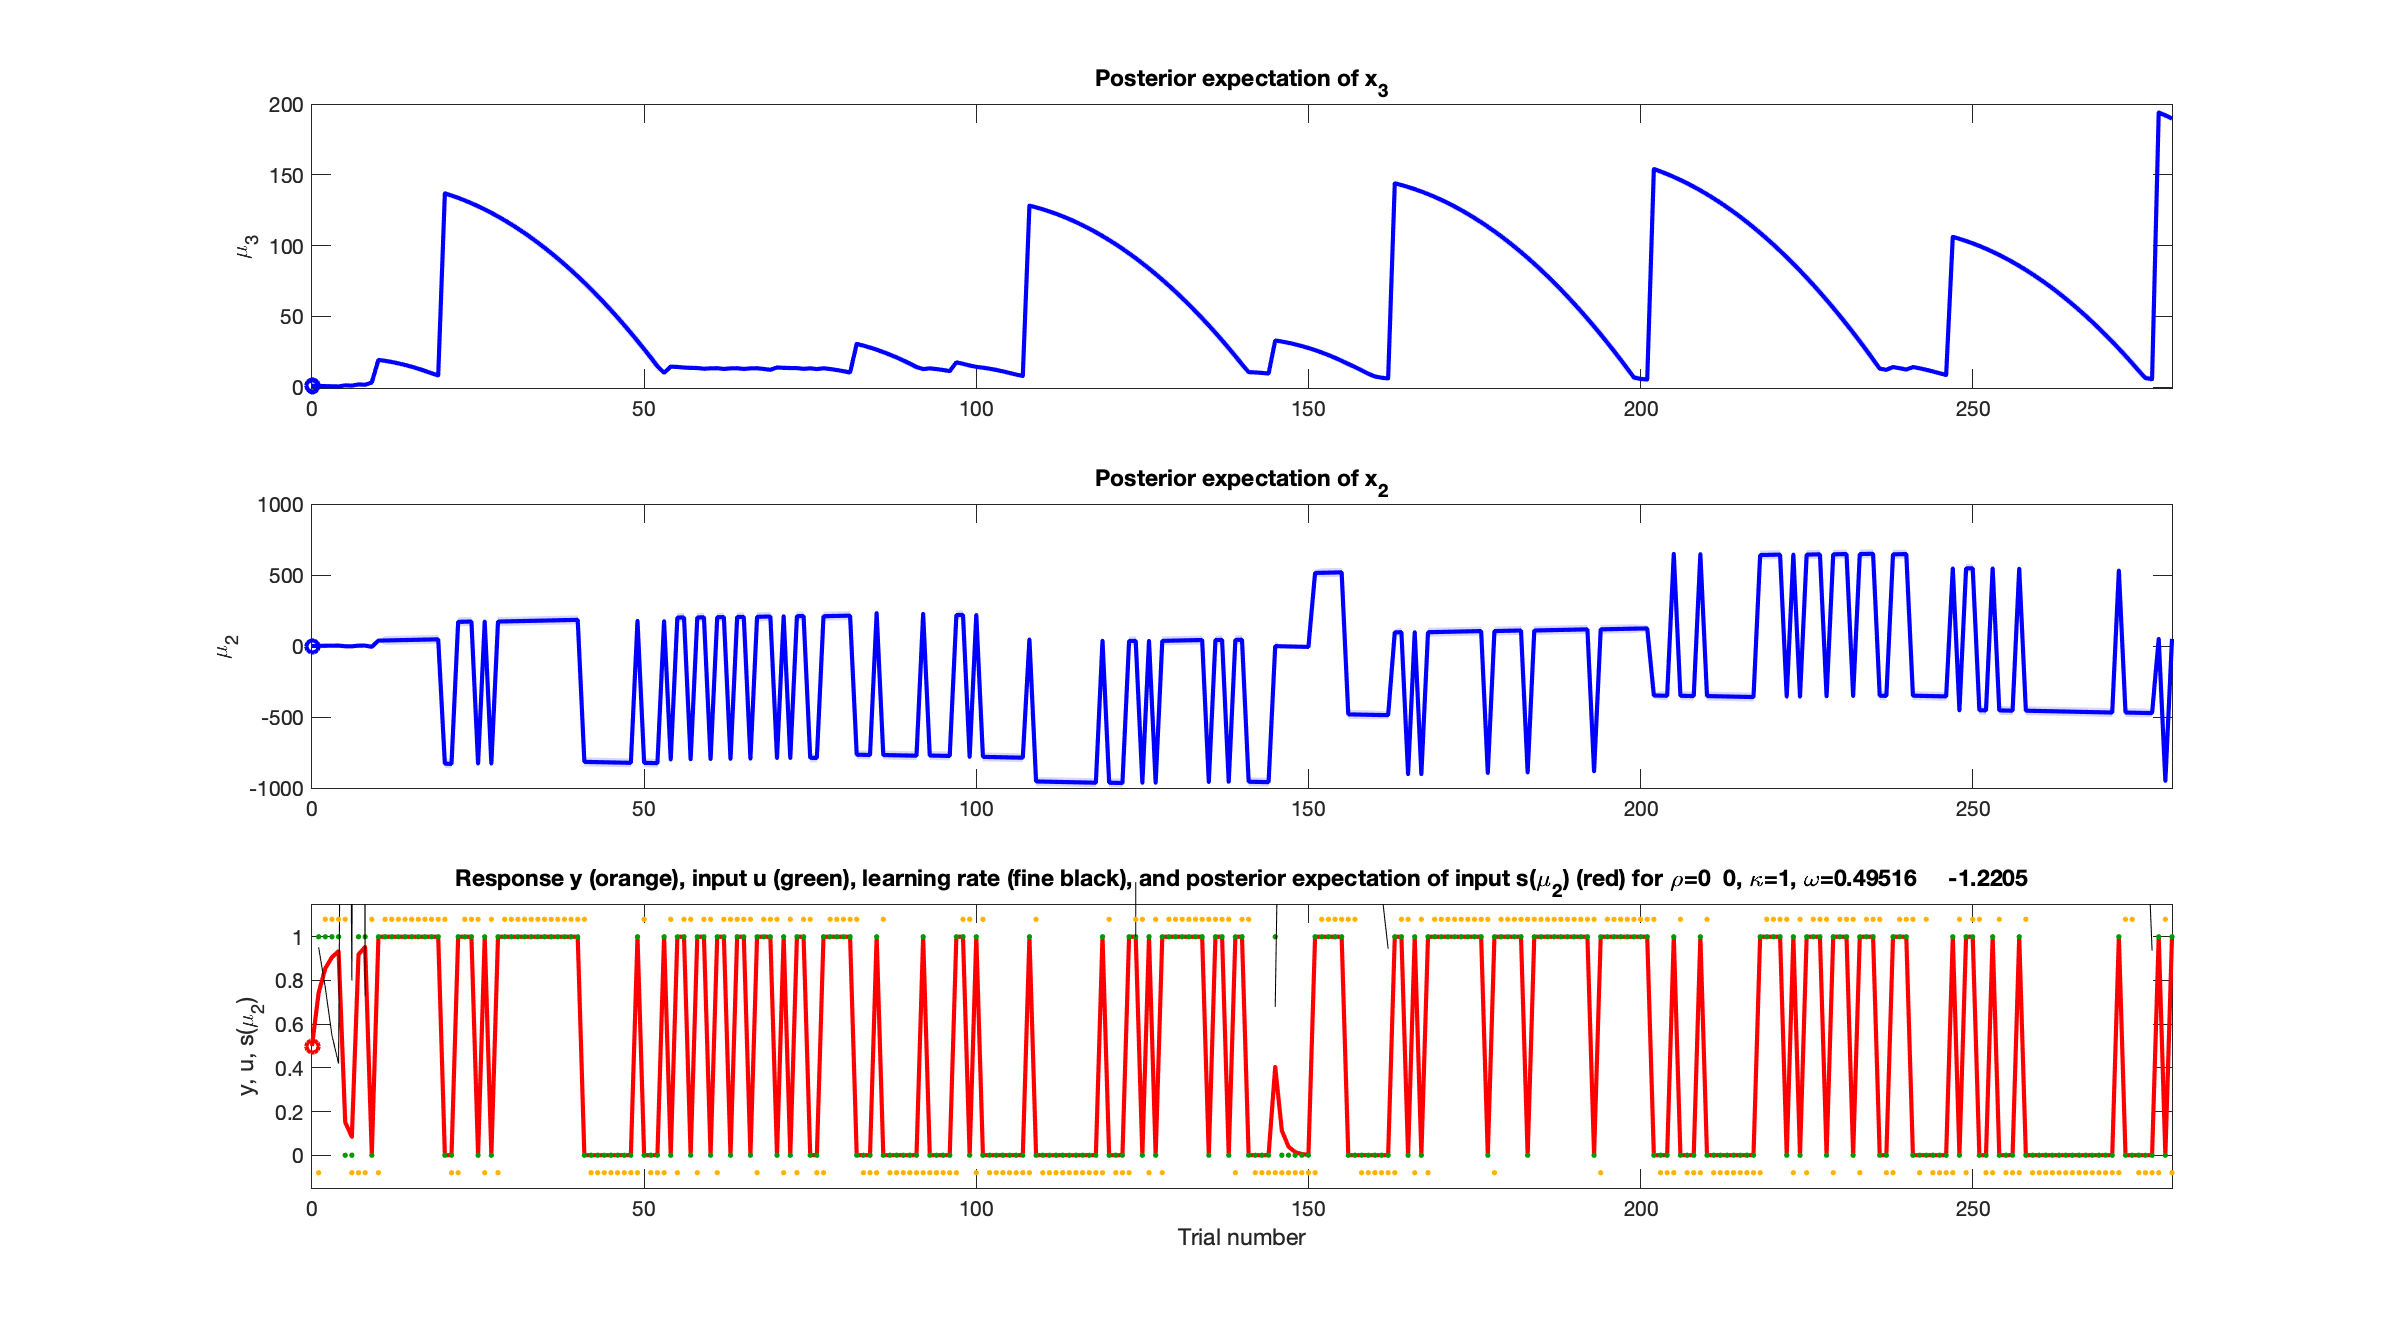 Posterior expectation of x₃
200
150
100
50
0
μ₃
0 50 100 150 200 250
Posterior expectation of x₂
1000
500
0
-500
-1000
μ₂
0 50 100 150 200 250
Response y (orange), input u (green), learning rate (fine black), and posterior expectation of input s(μ₂) (red) for ρ=0 0, κ=1, ω=0.49516 -1.2205
1
0.8
0.6
0.4
0.2
0
y, u, s(μ₂)
0 50 100 150 200 250
Trial number